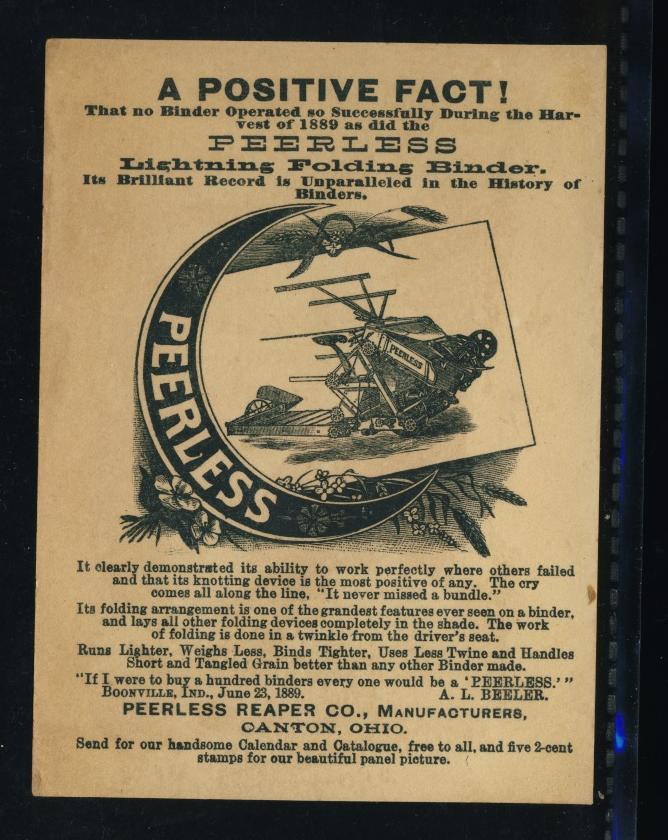 A POSITIVE FACT!
That no Binder Operated so Successfully During the Har-
vest of 1889 as did the
PEERLESS
Lightning Folding Binder.
Its Brilliant Record is Unparalleled in the History of
Binders.
PEERLESS
PEERLESS
It clearly demonstrated its ability to work perfectly where others failed
and that its knotting device is the most positive of any. The cry
comes all along the line, "It never missed a bundle."
Its folding arrangement is one of the grandest features ever seen on a binder,
and lays all other folding devices completely in the shade. The work
of folding is done in a twinkle from the driver's seat.
Runs Lighter, Weighs Less, Binds Tighter, Uses Less Twine and Handles
Short and Tangled Grain better than any other Binder made.
"If I were to buy a hundred binders every one would be a 'PEERLESS.'"
BOONVILLE, IND., June 23, 1889. A. L. BEELER.
PEERLESS REAPER CO., MANUFACTURERS,
CANTON, OHIO.
Send for our handsome Calendar and Catalogue, free to all, and five 2-cent
stamps for our beautiful panel picture.